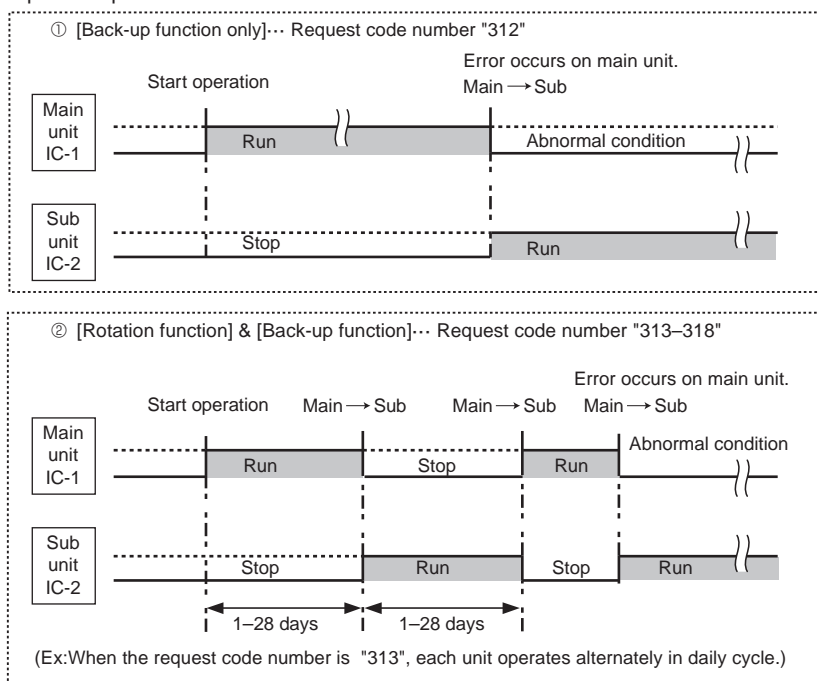 ① [Back-up function only]··· Request code number "312"
Error occurs on main unit.
Start operation
Main → Sub
Main
unit
IC-1
Run
Abnormal condition
Sub
unit
IC-2
Stop
Run
② [Rotation function] & [Back-up function]··· Request code number "313–318"
Error occurs on main unit.
Start operation Main → Sub Main → Sub Main → Sub
Main
unit
IC-1
Abnormal condition
Run Stop Run
Sub
unit
IC-2
Stop Run Stop Run
1–28 days 1–28 days
(Ex:When the request code number is "313", each unit operates alternately in daily cycle.)